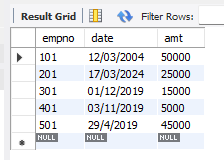 Result Grid Filter Rows:
empno date amt
101 12/03/2004 50000
201 17/03/2024 25000
301 01/12/2019 15000
401 03/11/2019 5000
501 29/4/2019 45000
NULL NULL NULL